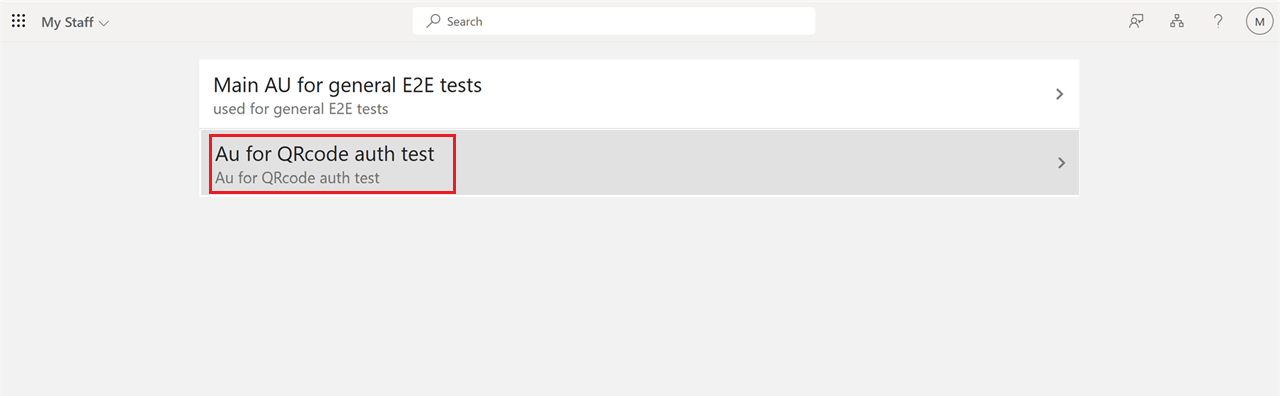 My Staff
Search
?
M
Main AU for general E2E tests
used for general E2E tests
Au for QRcode auth test
Au for QRcode auth test